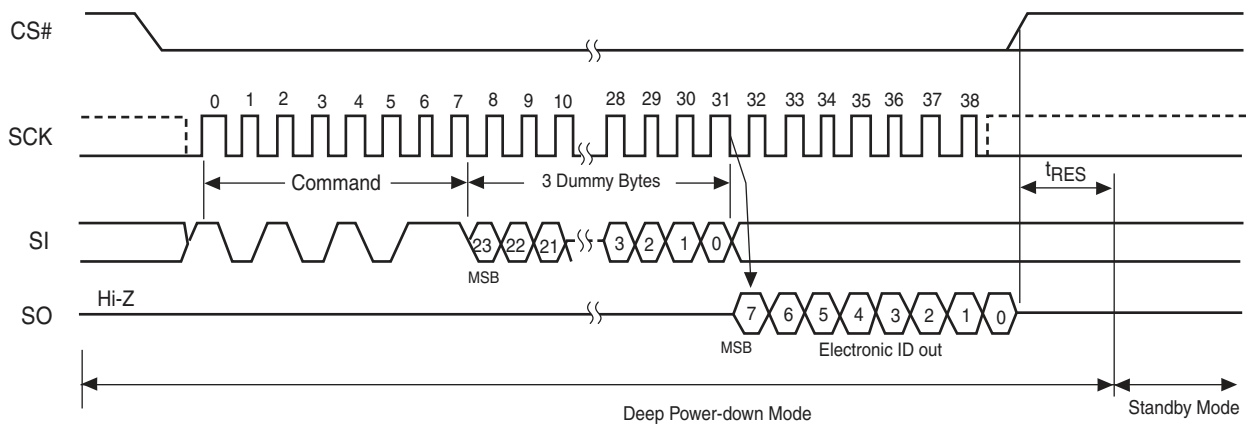 CS#
0 1 2 3 4 5 6 7 8 9 10 28 29 30 31 32 33 34 35 36 37 38
SCK
Command
3 Dummy Bytes
tRES
SI
23 22 21 3 2 1 0
MSB
Hi-Z
SO
7 6 5 4 3 2 1 0
MSB
Electronic ID out
Deep Power-down Mode
Standby Mode